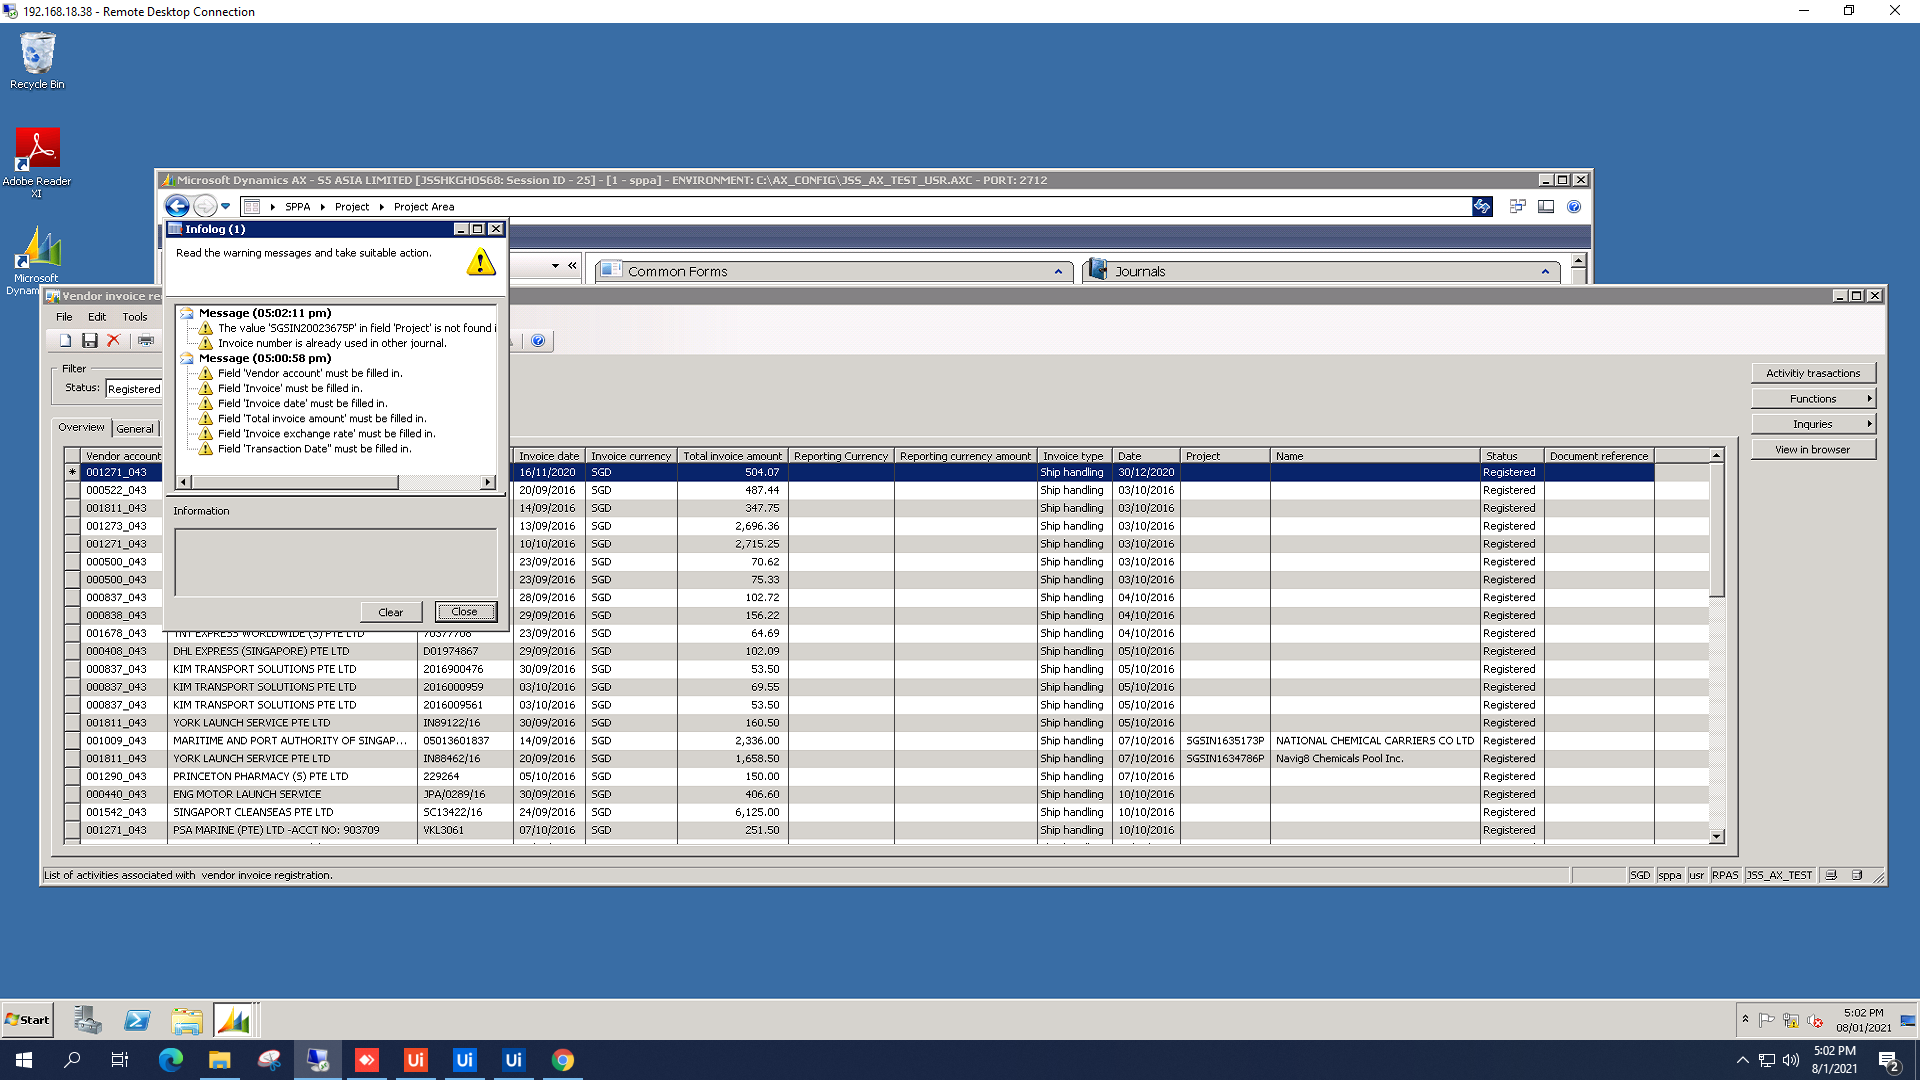 192.168.18.38 - Remote Desktop Connection
Recycle Bin
Adobe Reader
XI
Microsoft
Dynam
Microsoft Dynamics AX - S5 ASIA LIMITED [JSSHKGHOS68: Session ID - 25] - [1 - sppa] - ENVIRONMENT: C:\AX_CONFIG\JSS_AX_TEST_USR.AXC - PORT: 2712
SPPA Project Project Area
Common Forms
Journals
Infolog (1)
Read the warning messages and take suitable action.
Message (05:02:11 pm)
The value 'SGSIN20023675P' in field 'Project' is not found i
Invoice number is already used in other journal.
Message (05:00:58 pm)
Field 'Vendor account' must be filled in.
Field 'Invoice' must be filled in.
Field 'Invoice date' must be filled in.
Field 'Total invoice amount' must be filled in.
Field 'Invoice exchange rate' must be filled in.
Field 'Transaction Date'' must be filled in.
Information
Clear Close
Vendor invoice re
File Edit Tools
Filter
Status: Registered
Overview General
Activitiy trasactions
Functions
Inquries
View in browser
Vendor account Invoice date Invoice currency Total invoice amount Reporting Currency Reporting currency amount Invoice type Date Project Name Status Document reference
001271_043 16/11/2020 SGD 504.07 Ship handling 30/12/2020 Registered
000522_043 20/09/2016 SGD 487.44 Ship handling 03/10/2016 Registered
001811_043 14/09/2016 SGD 347.75 Ship handling 03/10/2016 Registered
001273_043 13/09/2016 SGD 2,696.36 Ship handling 03/10/2016 Registered
001271_043 10/10/2016 SGD 2,715.25 Ship handling 03/10/2016 Registered
000500_043 23/09/2016 SGD 70.62 Ship handling 03/10/2016 Registered
000500_043 23/09/2016 SGD 75.33 Ship handling 03/10/2016 Registered
000837_043 28/09/2016 SGD 102.72 Ship handling 04/10/2016 Registered
000838_043 29/09/2016 SGD 156.22 Ship handling 04/10/2016 Registered
001678_043 TNT EXPRESS WORLDWIDE (S) PTE LTD 70377708 23/09/2016 SGD 64.69 Ship handling 04/10/2016 Registered
000408_043 DHL EXPRESS (SINGAPORE) PTE LTD D01974867 29/09/2016 SGD 102.09 Ship handling 05/10/2016 Registered
000837_043 KIM TRANSPORT SOLUTIONS PTE LTD 2016900476 30/09/2016 SGD 53.50 Ship handling 05/10/2016 Registered
000837_043 KIM TRANSPORT SOLUTIONS PTE LTD 2016000959 03/10/2016 SGD 69.55 Ship handling 05/10/2016 Registered
000837_043 KIM TRANSPORT SOLUTIONS PTE LTD 2016009561 03/10/2016 SGD 53.50 Ship handling 05/10/2016 Registered
001811_043 YORK LAUNCH SERVICE PTE LTD IN89122/16 30/09/2016 SGD 160.50 Ship handling 05/10/2016 Registered
001009_043 MARITIME AND PORT AUTHORITY OF SINGAP... 05013601837 14/09/2016 SGD 2,336.00 Ship handling 07/10/2016 SGSIN1635173P NATIONAL CHEMICAL CARRIERS CO LTD Registered
001811_043 YORK LAUNCH SERVICE PTE LTD IN88462/16 20/09/2016 SGD 1,658.50 Ship handling 07/10/2016 SGSIN1634786P Navig8 Chemicals Pool Inc. Registered
001290_043 PRINCETON PHARMACY (S) PTE LTD 229264 05/10/2016 SGD 150.00 Ship handling 07/10/2016 Registered
000440_043 ENG MOTOR LAUNCH SERVICE JPA/0289/16 30/09/2016 SGD 406.60 Ship handling 10/10/2016 Registered
001542_043 SINGAPORT CLEANSEAS PTE LTD SC13422/16 24/09/2016 SGD 6,125.00 Ship handling 10/10/2016 Registered
001271_043 PSA MARINE (PTE) LTD -ACCT NO: 903709 VKL3061 07/10/2016 SGD 251.50 Ship handling 10/10/2016 Registered
List of activities associated with vendor invoice registration.
SGD sppa usr RPAS JSS_AX_TEST
Start
5:02 PM
08/01/2021
Ui Ui Ui
5:02 PM
8/1/2021
2